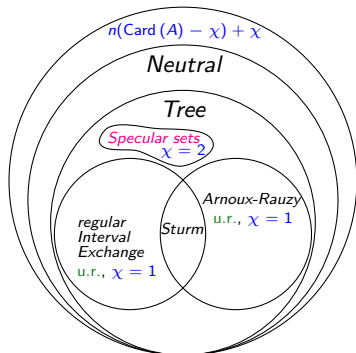 n(Card (A) − χ) + χ
Neutral
Tree
Specular sets
χ = 2
regular
Interval
Exchange
u.r., χ = 1
Sturm
Arnoux-Rauzy
u.r., χ = 1